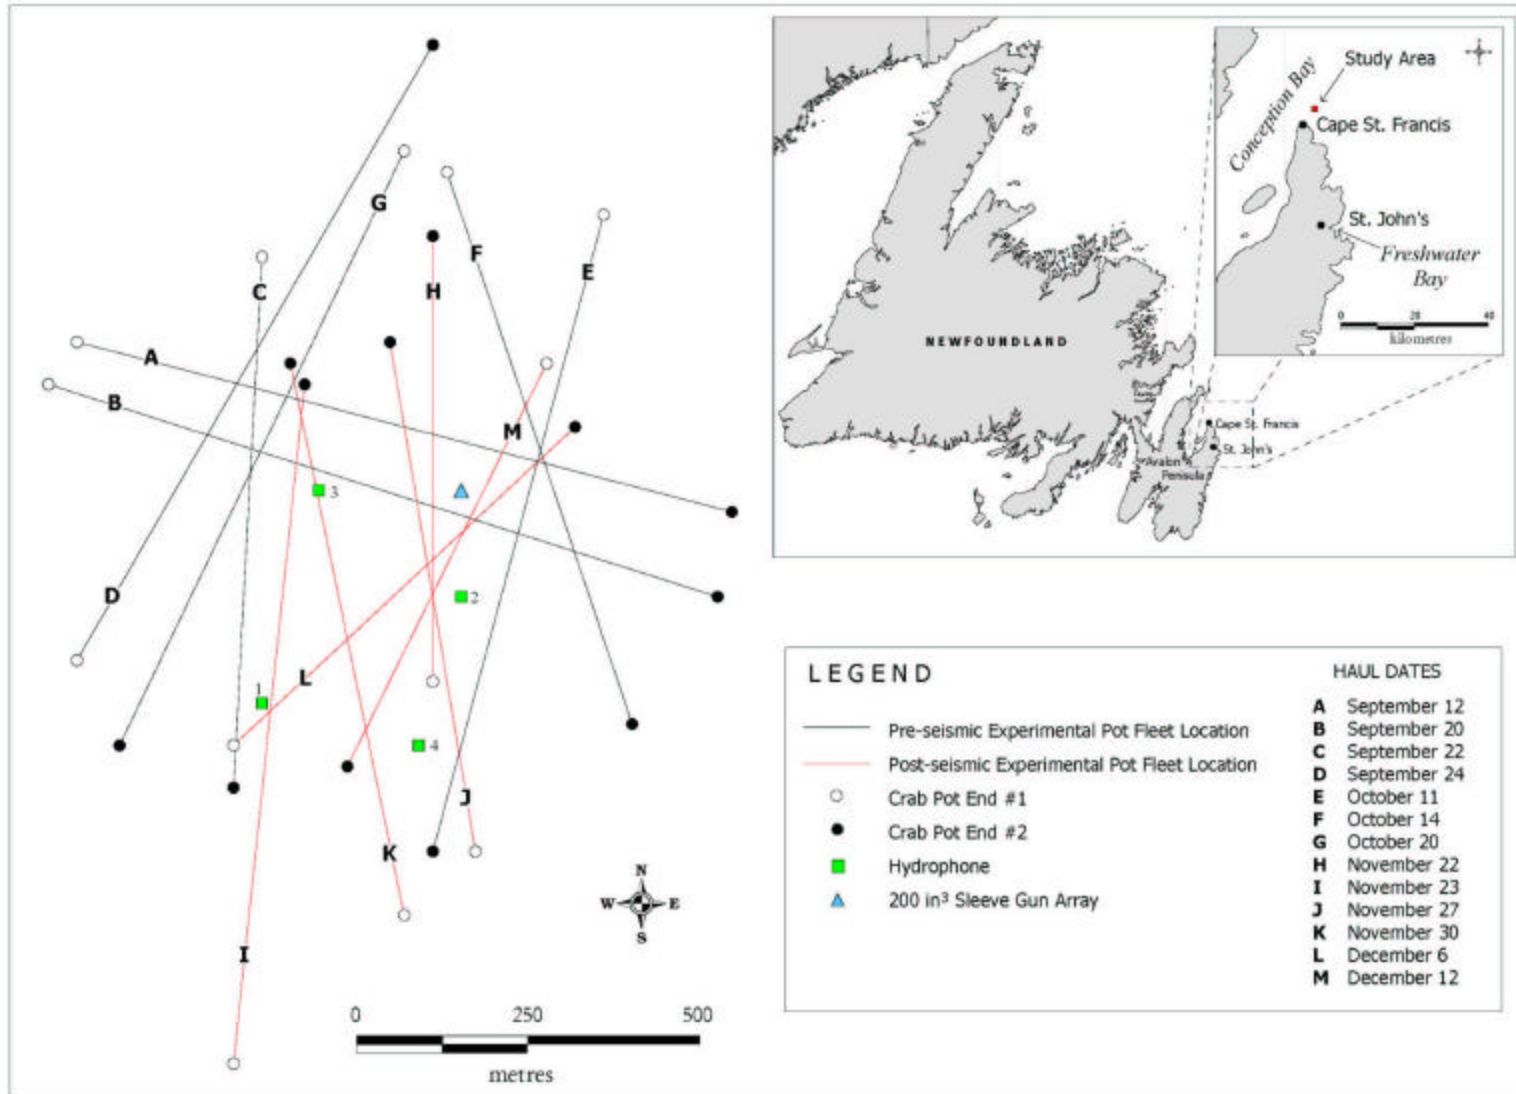 G
F
E
C
H
A
B
M
3
D
2
L
1
4
J
K
N
W E
S
I
0 250 500
metres
Study Area
Conception Bay
Cape St. Francis
St. John's
Freshwater
Bay
0 20 40
kilometres
NEWFOUNDLAND
Cape St. Francis
St. John's
Avalon
Peninsula
LEGEND
Pre-seismic Experimental Pot Fleet Location
Post-seismic Experimental Pot Fleet Location
Crab Pot End #1
Crab Pot End #2
Hydrophone
200 in³ Sleeve Gun Array
HAUL DATES
A September 12
B September 20
C September 22
D September 24
E October 11
F October 14
G October 20
H November 22
I November 23
J November 27
K November 30
L December 6
M December 12